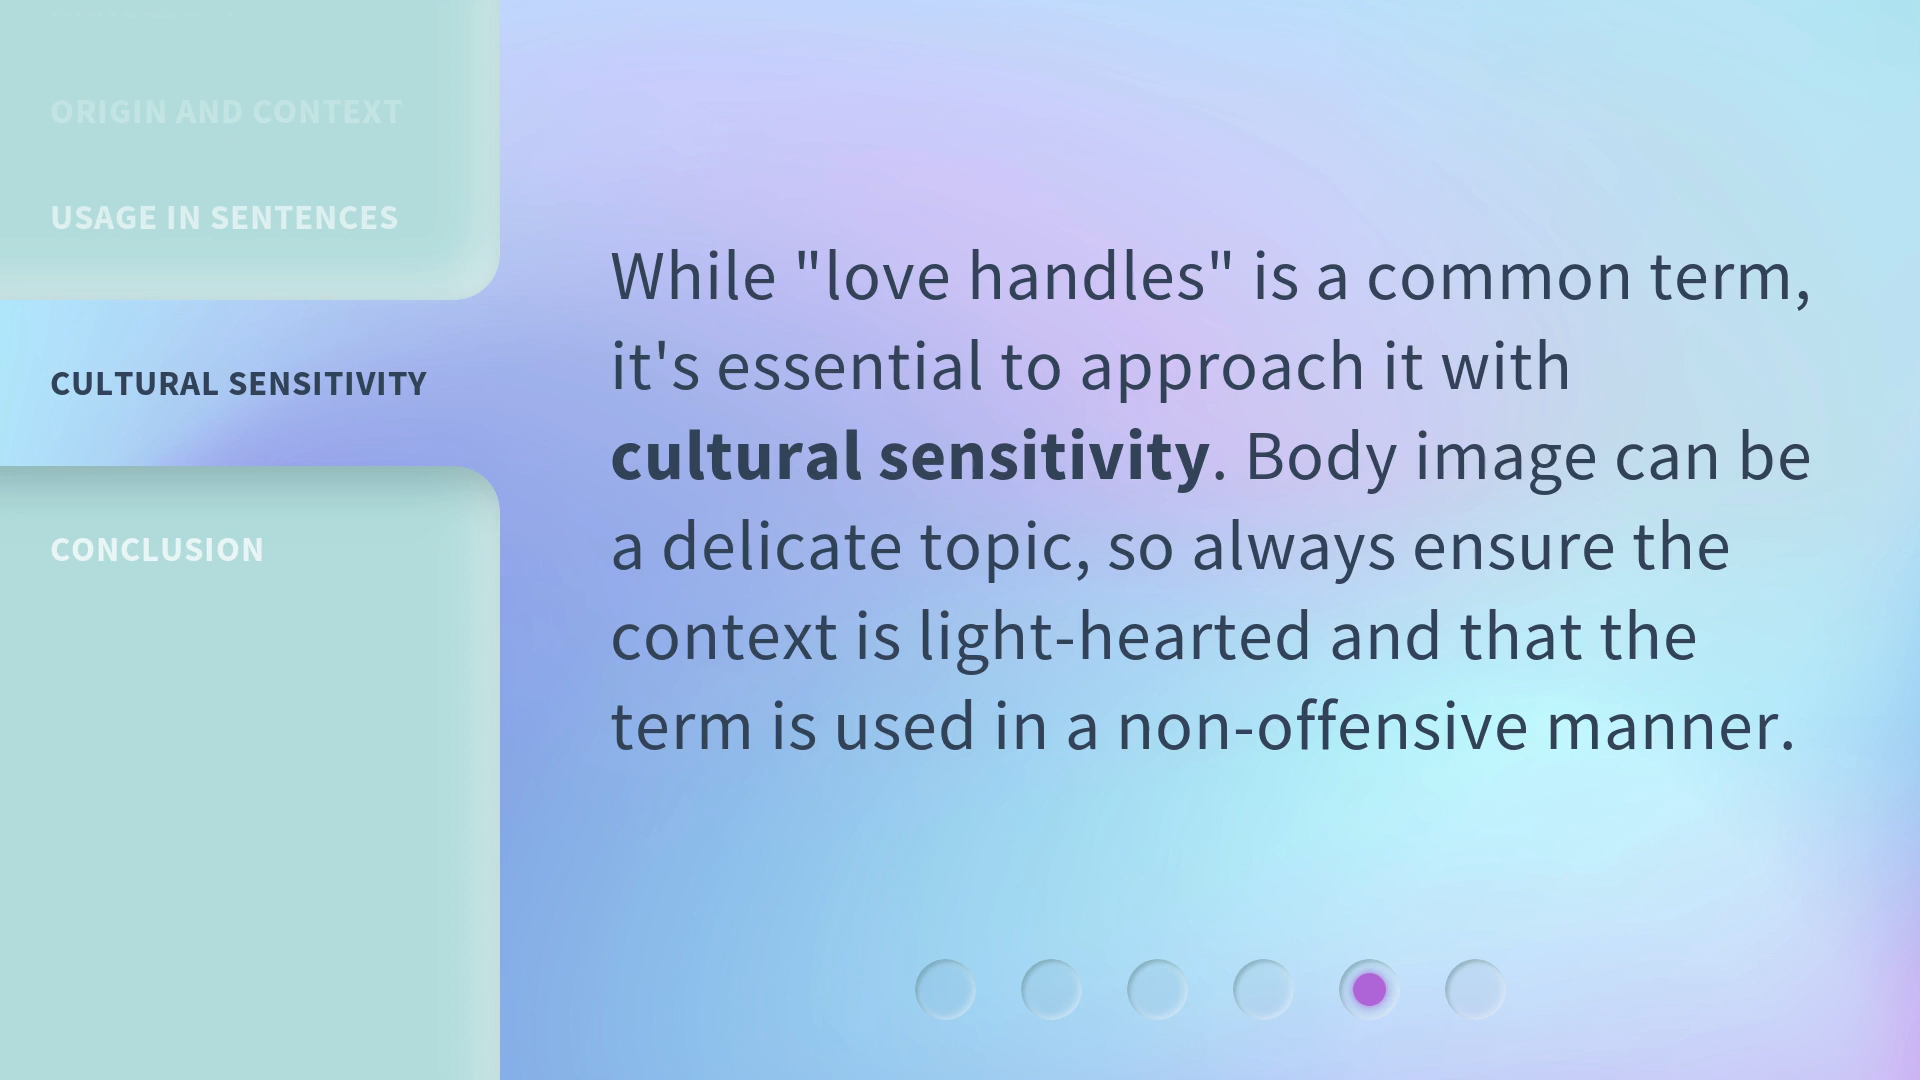 ORIGIN AND CONTEXT
USAGE IN SENTENCES
CULTURAL SENSITIVITY
CONCLUSION
While "love handles" is a common term,
it's essential to approach it with
cultural sensitivity. Body image can be
a delicate topic, so always ensure the
context is light-hearted and that the
term is used in a non-offensive manner.